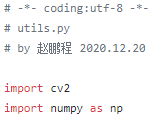 # -*- coding:utf-8 -*-
# utils.py
# by 赵鹏程 2020.12.20
import cv2
import numpy as np